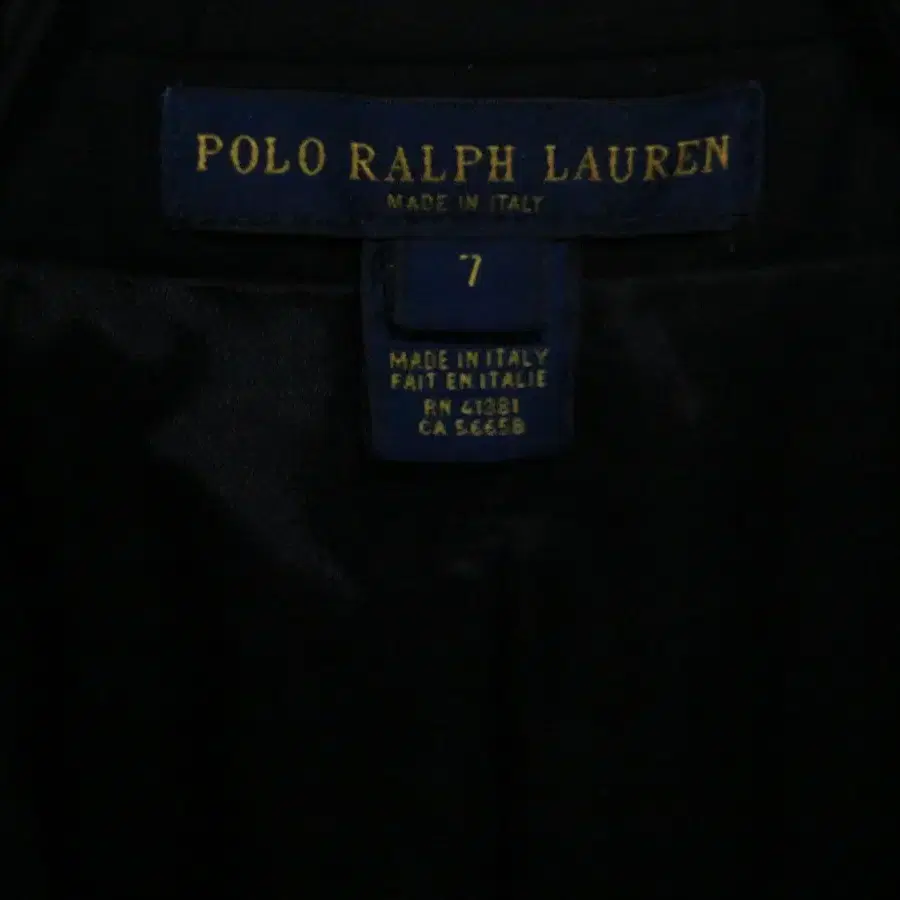 POLO RALPH LAUREN
MADE IN ITALY
7
MADE IN ITALY
FAIT EN ITALIE
RN 41381
CA 56658